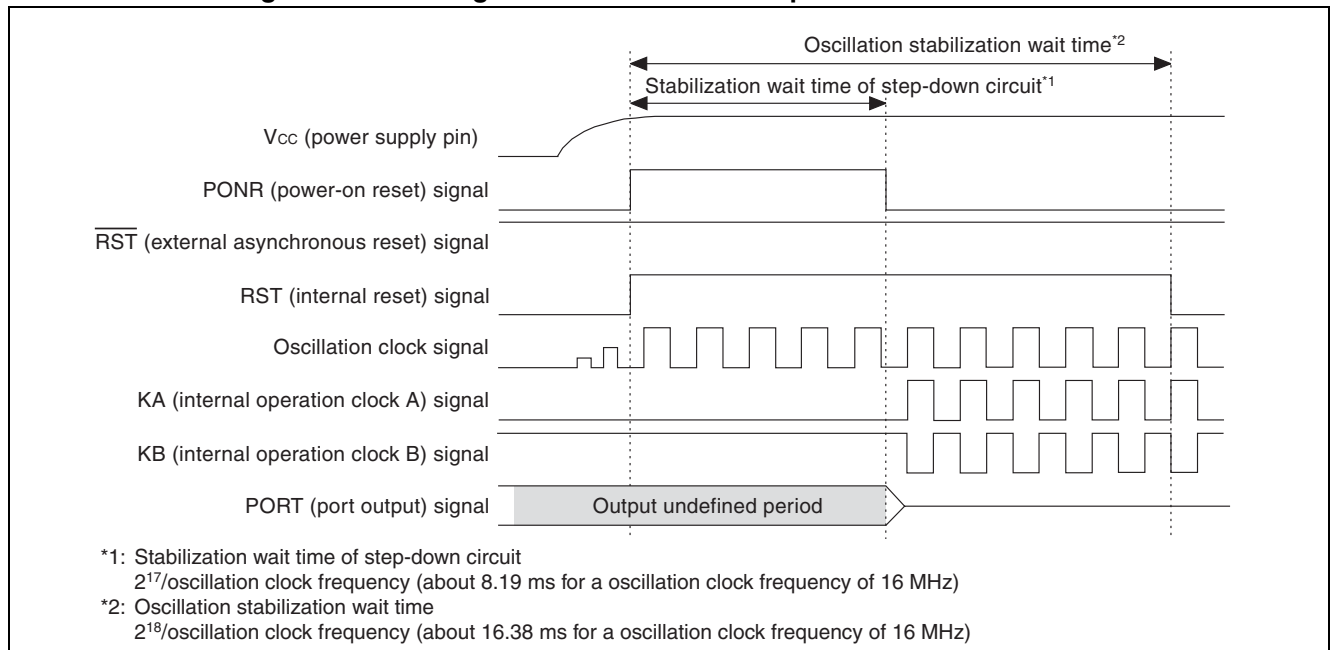 Oscillation stabilization wait time*2
Stabilization wait time of step-down circuit*1
Vcc (power supply pin)
PONR (power-on reset) signal
RST (external asynchronous reset) signal
RST (internal reset) signal
Oscillation clock signal
KA (internal operation clock A) signal
KB (internal operation clock B) signal
PORT (port output) signal
Output undefined period
*1: Stabilization wait time of step-down circuit
2¹⁷/oscillation clock frequency (about 8.19 ms for a oscillation clock frequency of 16 MHz)
*2: Oscillation stabilization wait time
2¹⁸/oscillation clock frequency (about 16.38 ms for a oscillation clock frequency of 16 MHz)